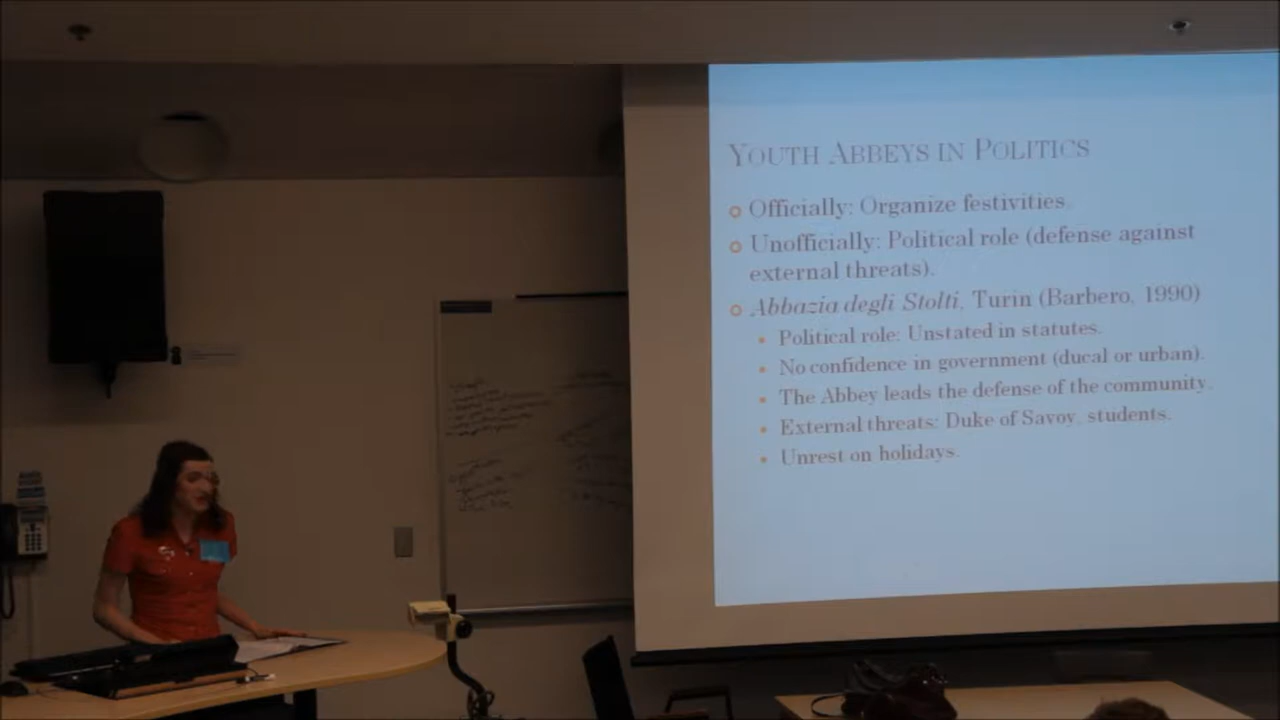 YOUTH ABBEYS IN POLITICS
Officially: Organize festivities.
Unofficially: Political role (defense against
external threats).
Abbazia degli Stolti, Turin (Barbero, 1990)
Political role: Unstated in statutes.
No confidence in government (ducal or urban).
The Abbey leads the defense of the community.
External threats: Duke of Savoy, students.
Unrest on holidays.